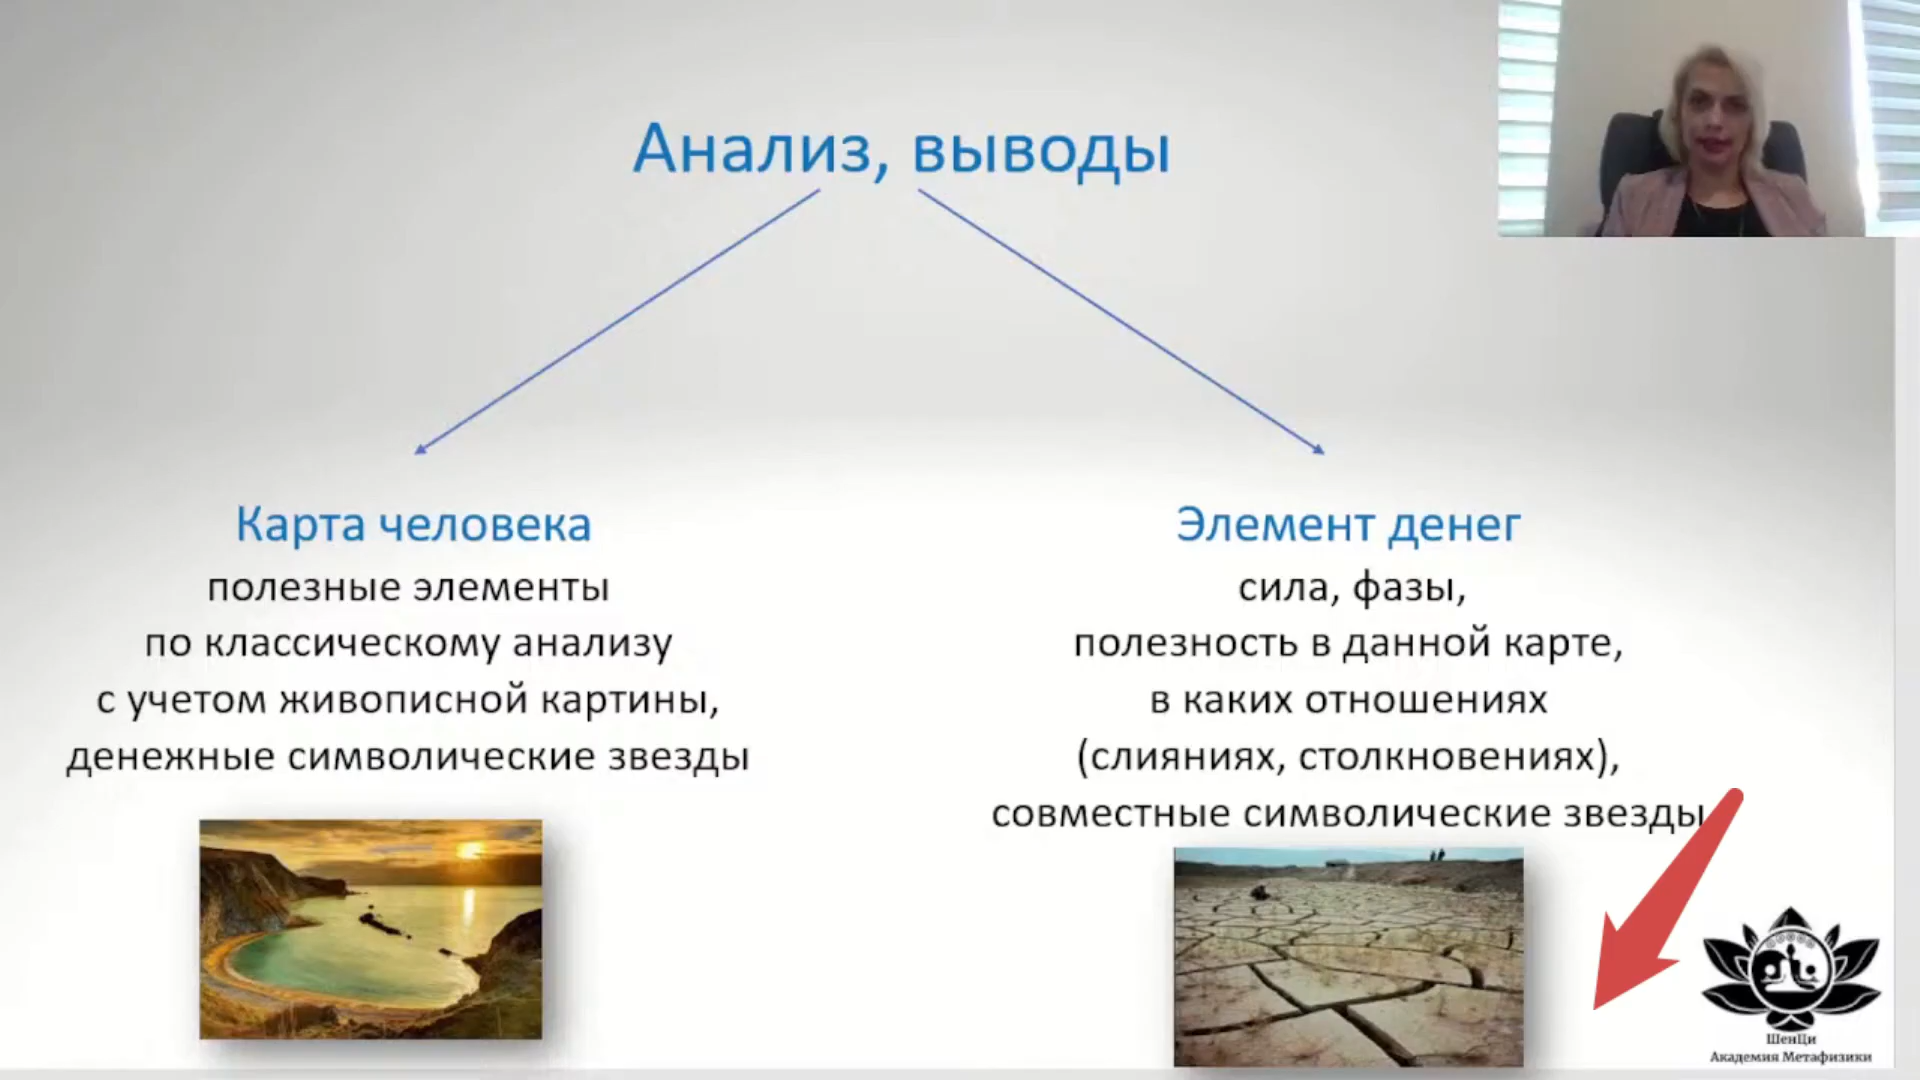 Анализ, выводы
Карта человека
полезные элементы
по классическому анализу
с учетом живописной картины,
денежные символические звезды
Элемент денег
сила, фазы,
полезность в данной карте,
в каких отношениях
(слияниях, столкновениях),
совместные символические звезды
ШенЦи
Академия Метафизики